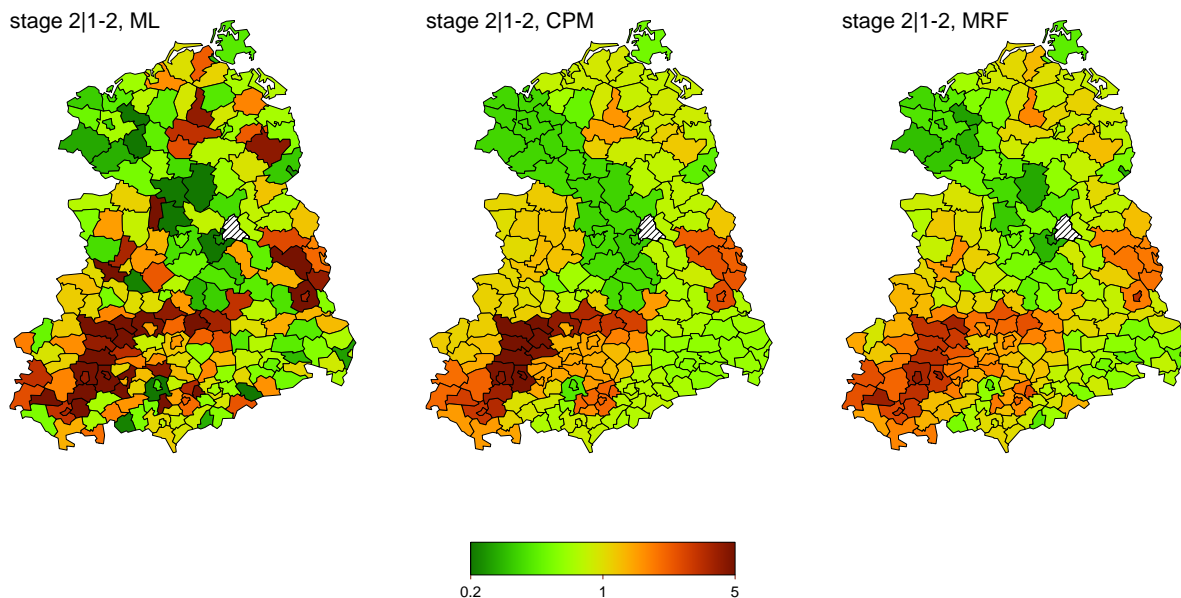 stage 2|1-2, ML
stage 2|1-2, CPM
stage 2|1-2, MRF
0.2
1
5